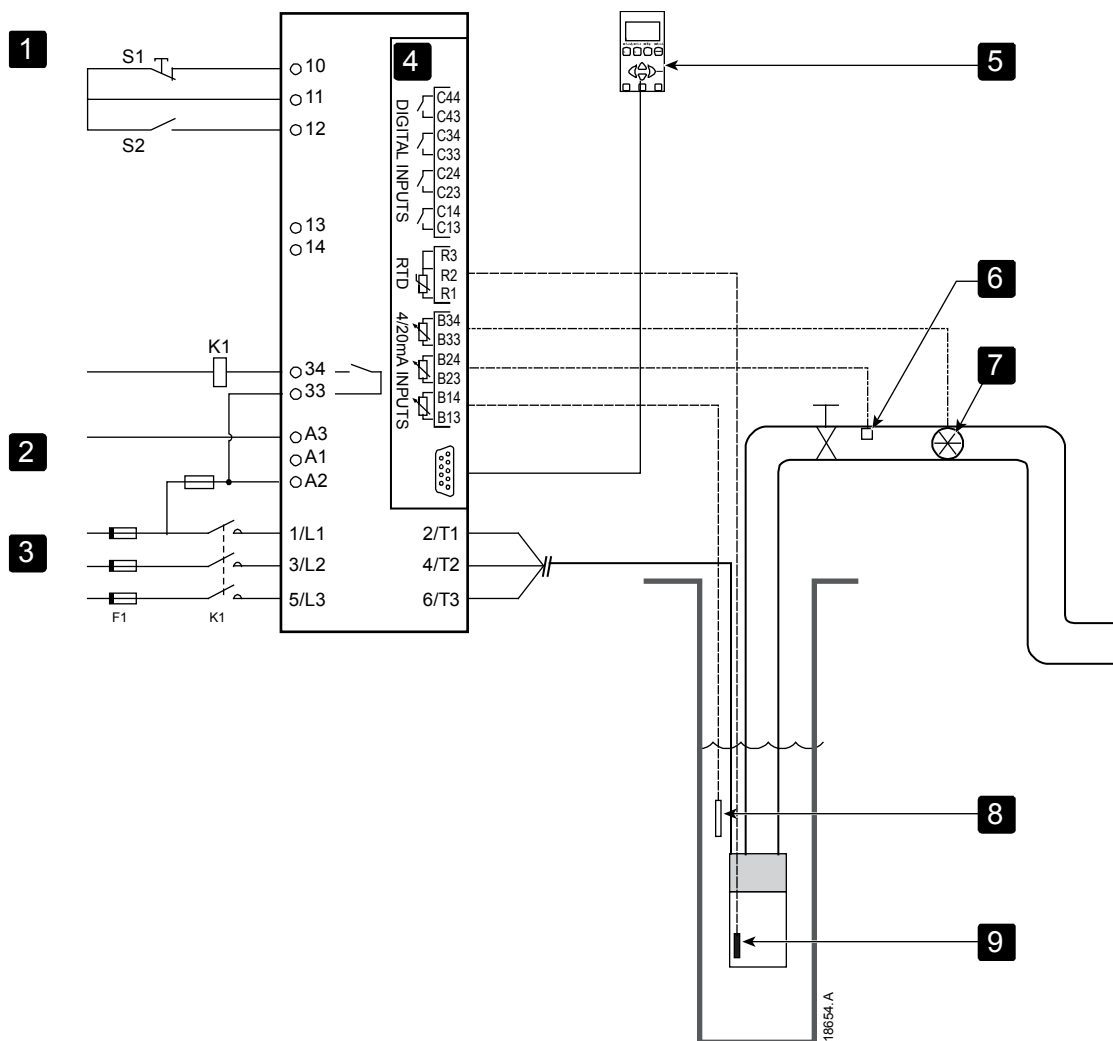 1
S1
10
11
12
S2
13
14
K1
34
33
2
A3
A1
A2
3
1/L1
3/L2
5/L3
F1
K1
2/T1
4/T2
6/T3
4
DIGITAL INPUTS
C44
C43
C34
C33
C24
C23
C14
C13
RTD
R3
R2
R1
4/20mA INPUTS
B34
B33
B24
B23
B14
B13
5
6
7
8
9
18654.A